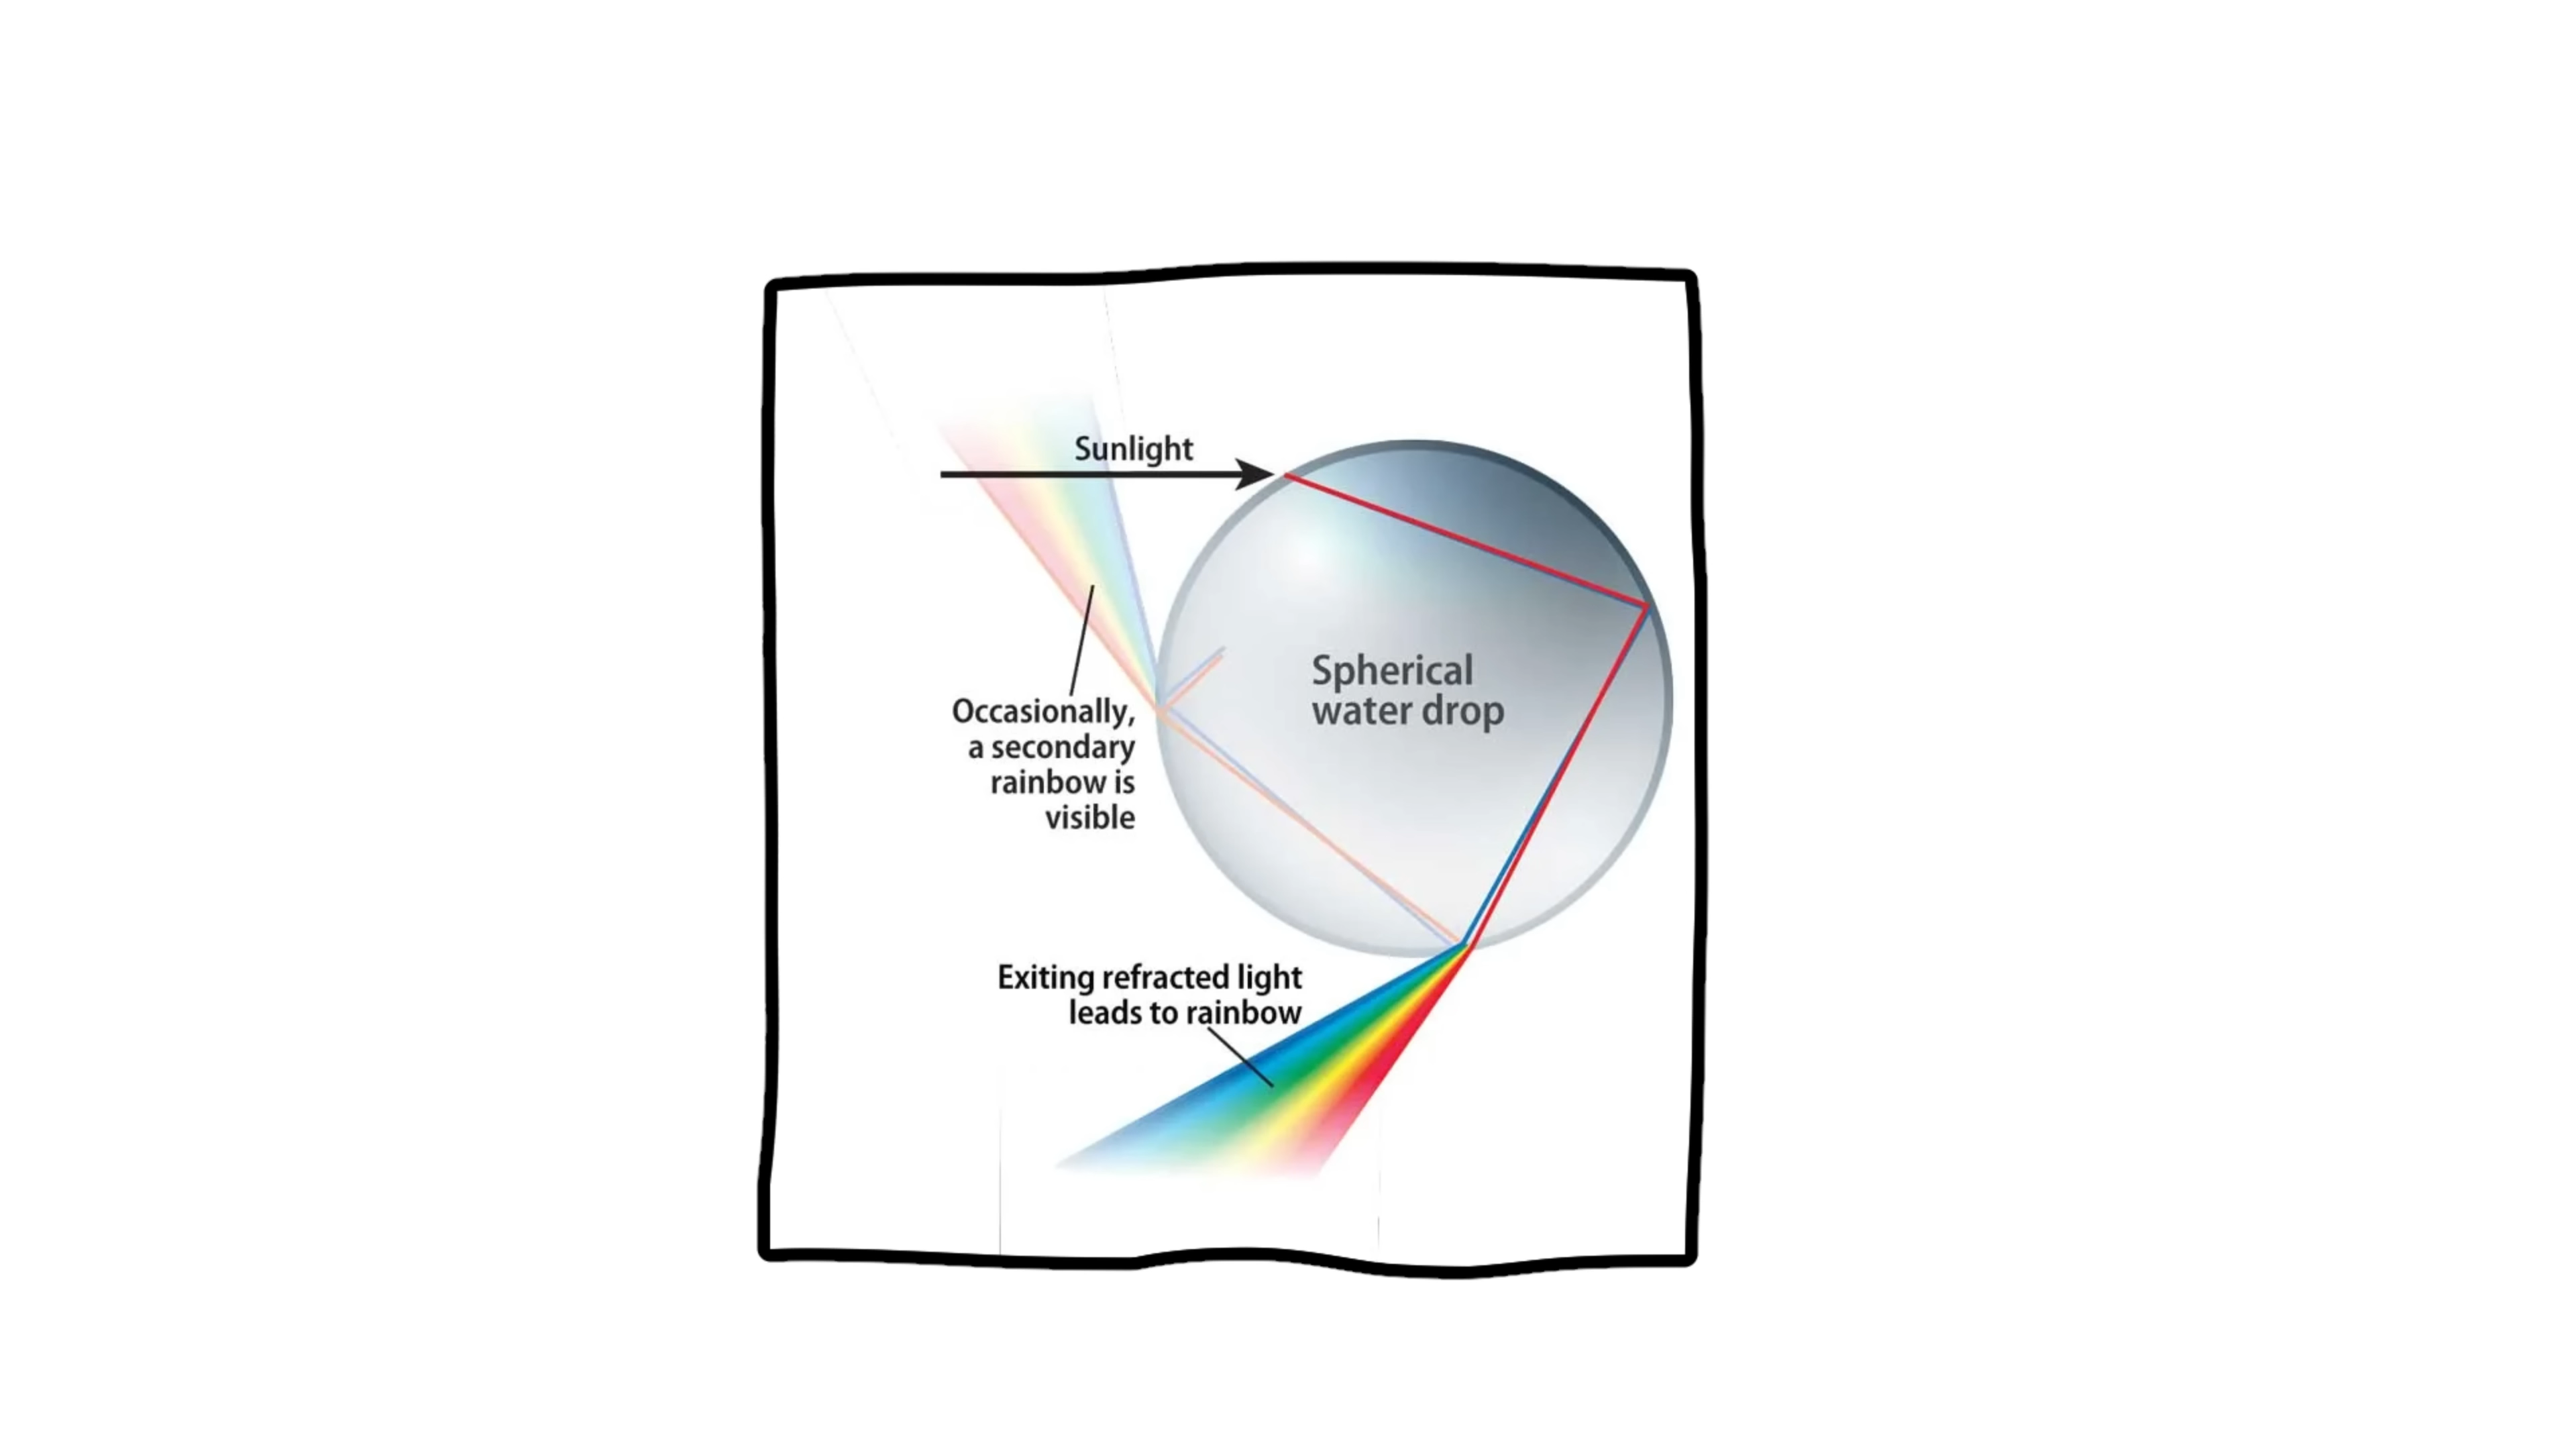 Sunlight
Spherical
water drop
Occasionally,
a secondary
rainbow is
visible
Exiting refracted light
leads to rainbow